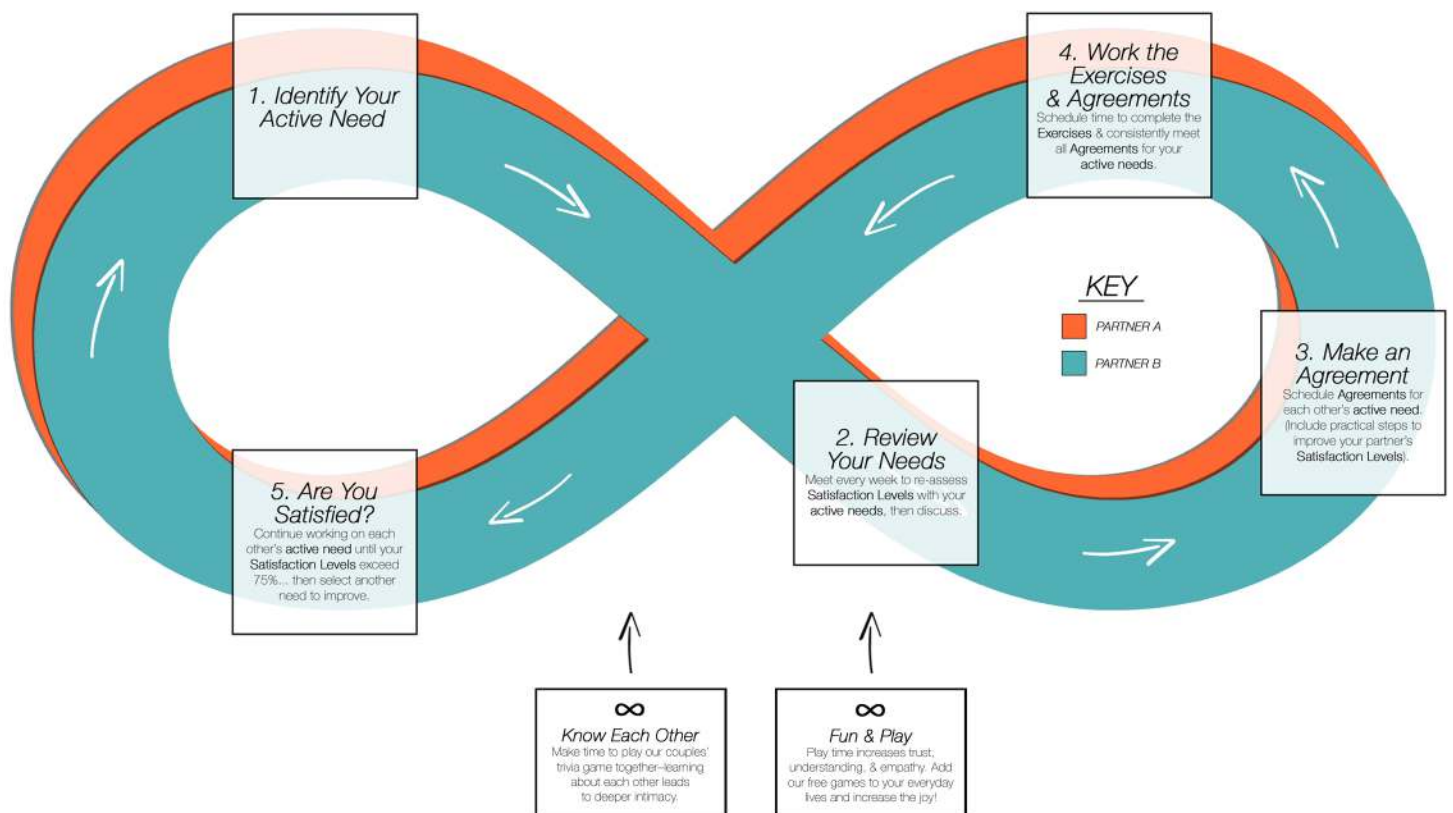 1. Identify Your
Active Need
2. Review
Your Needs
Meet every week to re-assess
Satisfaction Levels with your
active needs, then discuss.
3. Make an
Agreement
Schedule Agreements for
each other's active need.
(Include practical steps to
improve your partner's
Satisfaction Levels).
4. Work the
Exercises
& Agreements
Schedule time to complete the
Exercises & consistently meet
all Agreements for your
active needs.
5. Are You
Satisfied?
Continue working on each
other's active need until your
Satisfaction Levels exceed
75%... then select another
need to improve.
KEY
PARTNER A
PARTNER B
∞
Know Each Other
Make time to play our couples'
trivia game together–learning
about each other leads
to deeper intimacy.
∞
Fun & Play
Play time increases trust,
understanding, & empathy. Add
our free games to your everyday
lives and increase the joy!